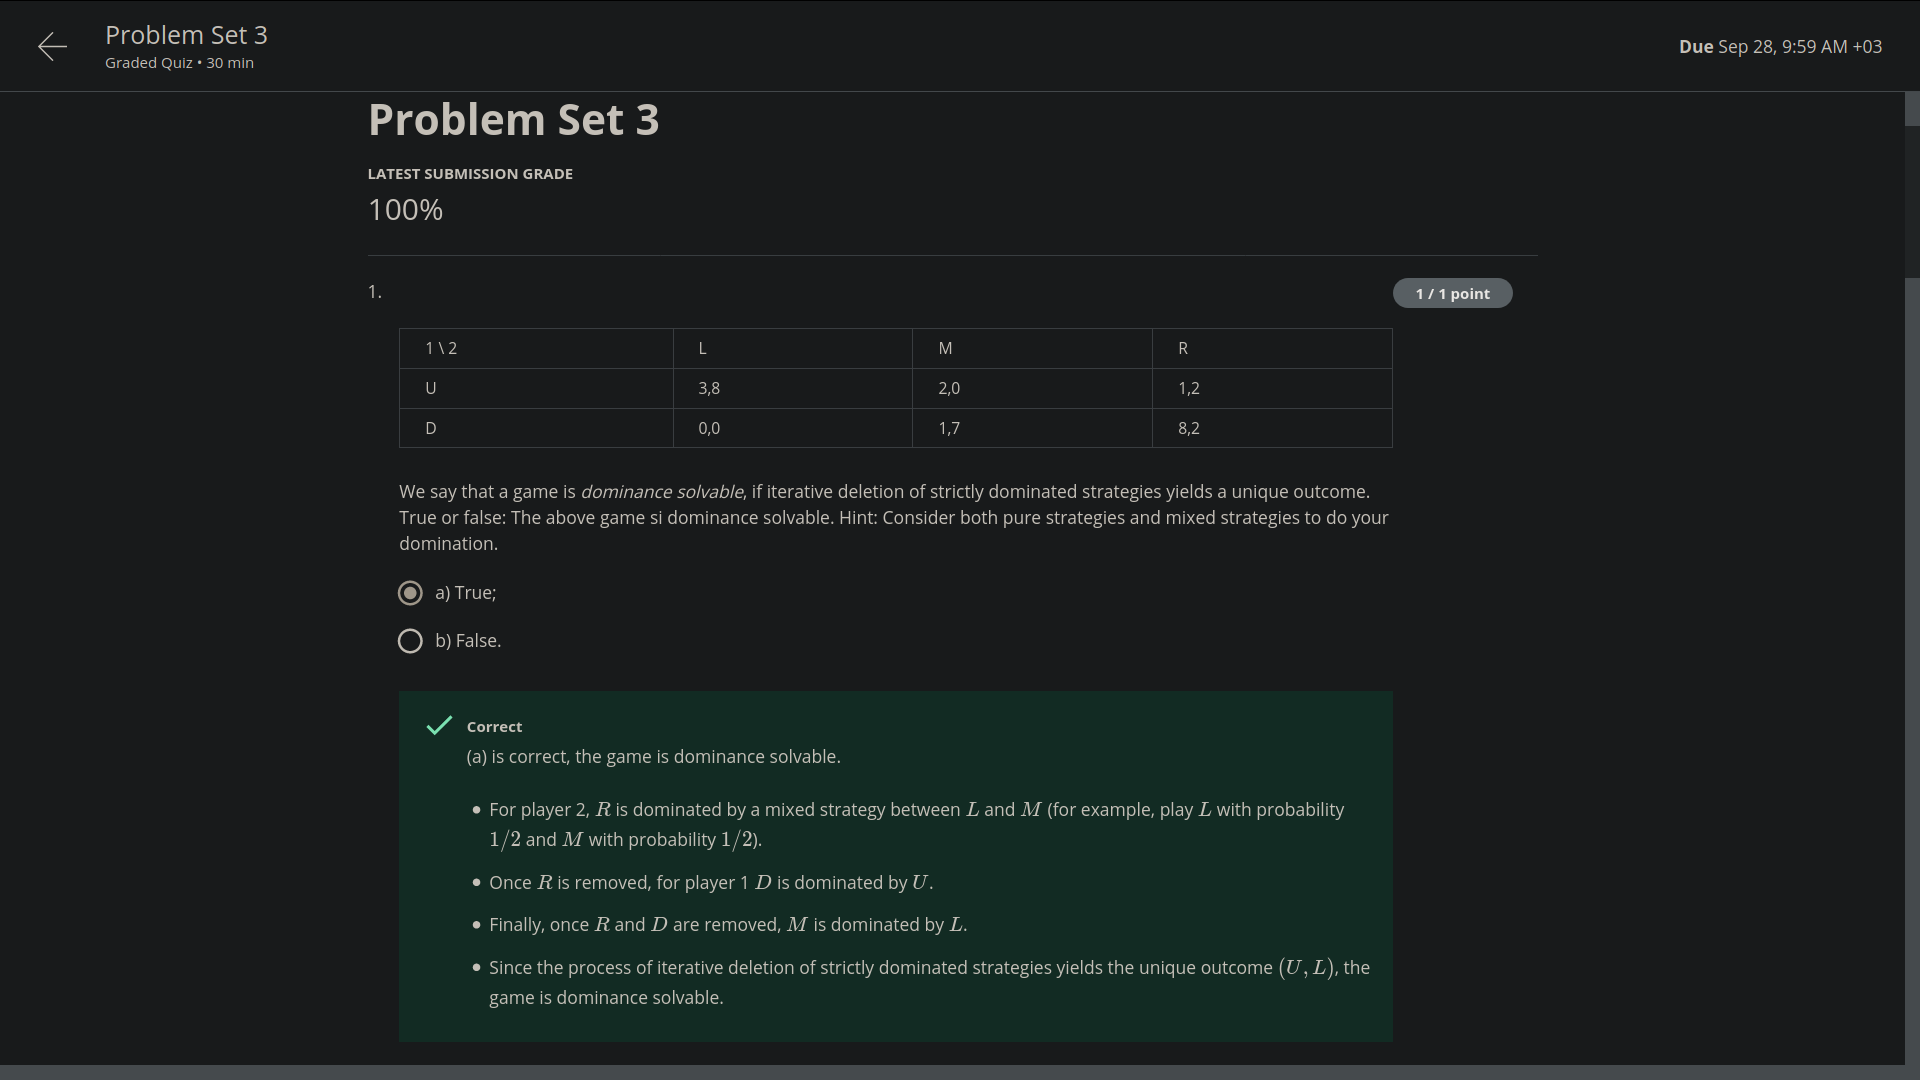 Problem Set 3
Graded Quiz • 30 min
Due Sep 28, 9:59 AM +03
Problem Set 3
LATEST SUBMISSION GRADE
100%
1.
1 / 1 point
1 \ 2 L M R
U 3,8 2,0 1,2
D 0,0 1,7 8,2
We say that a game is dominance solvable, if iterative deletion of strictly dominated strategies yields a unique outcome.
True or false: The above game si dominance solvable. Hint: Consider both pure strategies and mixed strategies to do your
domination.
a) True;
b) False.
Correct
(a) is correct, the game is dominance solvable.
• For player 2, R is dominated by a mixed strategy between L and M (for example, play L with probability
1/2 and M with probability 1/2).
• Once R is removed, for player 1 D is dominated by U.
• Finally, once R and D are removed, M is dominated by L.
• Since the process of iterative deletion of strictly dominated strategies yields the unique outcome (U, L), the
game is dominance solvable.